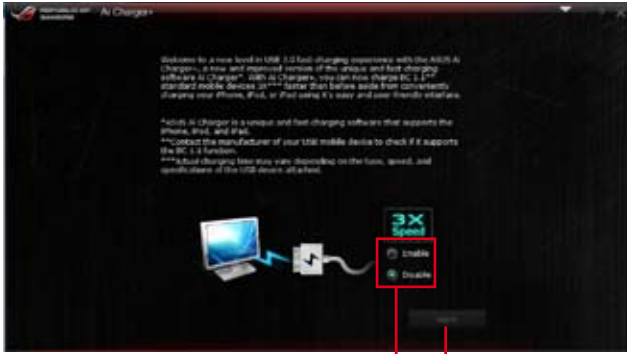 REPUBLIC OF
GAMERS
Ai Charger+
Welcome to a new level in USB 3.0 fast-charging experience with the ASUS Ai
Charger+, a new and improved version of the unique and fast charging
software Ai Charger*. With Ai Charger+, you can now charge BC 1.1**
standard mobile devices 3X*** faster than before aside from conveniently
charging your iPhone, iPod, or iPad using it's easy and user-friendly interface.
*ASUS Ai Charger is a unique and fast charging software that supports the
iPhone, iPod, and iPad.
**Contact the manufacturer of your USB mobile device to check if it supports
the BC 1.1 function.
***Actual charging time may vary depending on the type, speed, and
specifications of the USB device attached.
3X
Speed
Enable
Disable